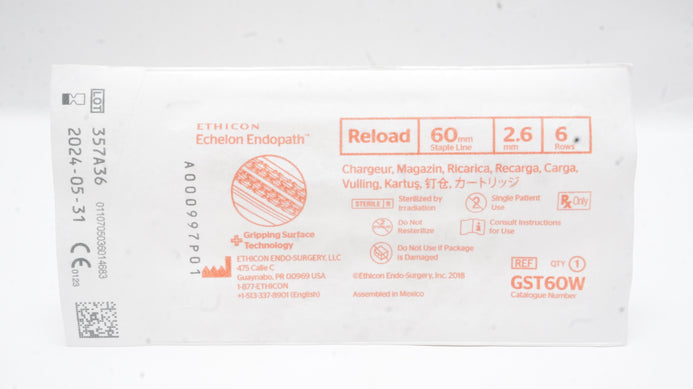 LOT 357A36
2024-05-31
CE 0123
A000997P01
ETHICON
Echelon Endopath™
Gripping Surface
Technology
ETHICON ENDO-SURGERY, LLC
475 Calle C
Guaynabo, PR 00969 USA
1-877-ETHICON
+1-513-337-8901 (English)
Reload
60mm
Staple Line
2.6
mm
6
Rows
Chargeur, Magazin, Ricarica, Recarga, Carga,
Vulling, Kartuş, 钉仓, カートリッジ
STERILE R
Sterilized by
Irradiation
2
Single Patient
Use
Rx Only
Do Not
Resterilize
Consult Instructions
for Use
Do Not Use if Package
is Damaged
©Ethicon Endo-Surgery, Inc. 2018
Assembled in Mexico
REF
QTY 1
GST60W
Catalogue Number